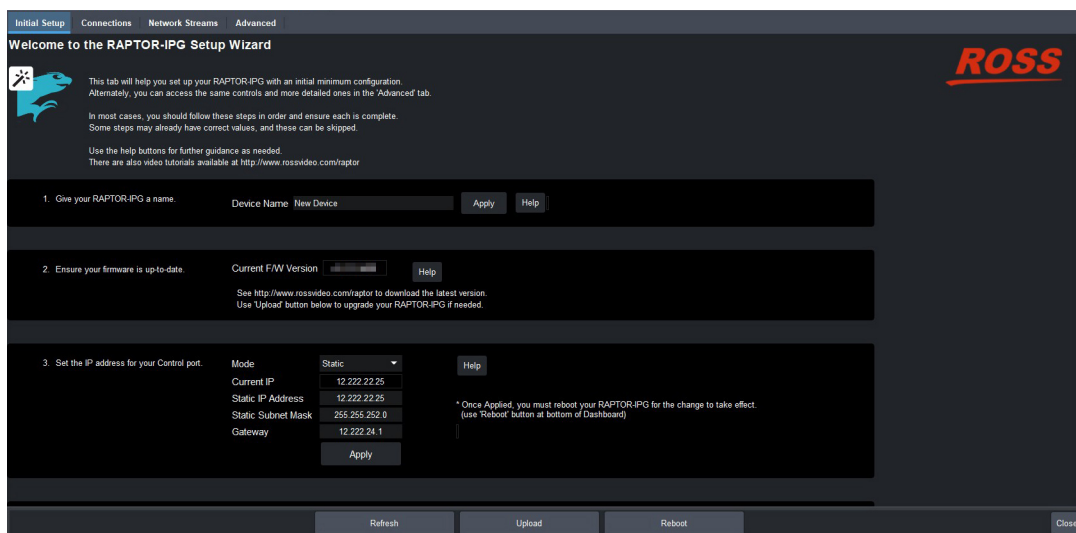 Initial Setup Connections Network Streams Advanced
Welcome to the RAPTOR-IPG Setup Wizard
ROSS
This tab will help you set up your RAPTOR-IPG with an initial minimum configuration.
Alternately, you can access the same controls and more detailed ones in the 'Advanced' tab.
In most cases, you should follow these steps in order and ensure each is complete.
Some steps may already have correct values, and these can be skipped.
Use the help buttons for further guidance as needed.
There are also video tutorials available at http://www.rossvideo.com/raptor
1. Give your RAPTOR-IPG a name. Device Name New Device Apply Help
2. Ensure your firmware is up-to-date. Current F/W Version Help
See http://www.rossvideo.com/raptor to download the latest version.
Use 'Upload' button below to upgrade your RAPTOR-IPG if needed.
3. Set the IP address for your Control port. Mode Static Help
Current IP 12.222.22.25
Static IP Address 12.222.22.25
* Once Applied, you must reboot your RAPTOR-IPG for the change to take effect.
Static Subnet Mask 255.255.252.0
(use 'Reboot' button at bottom of Dashboard)
Gateway 12.222.24.1
Apply
Refresh Upload Reboot Close